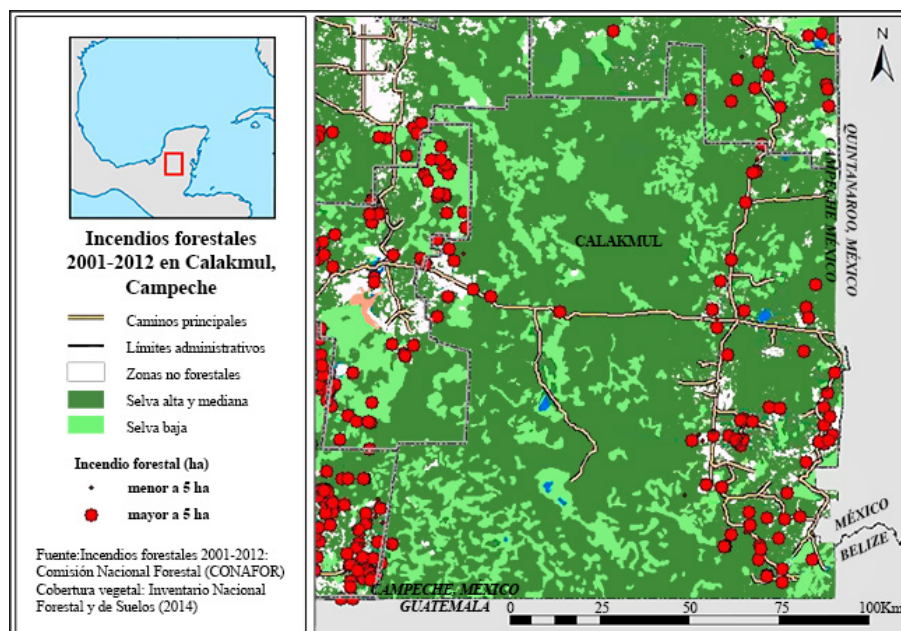 Incendios forestales
2001-2012 en Calakmul,
Campeche
Caminos principales
Límites administrativos
Zonas no forestales
Selva alta y mediana
Selva baja
Incendio forestal (ha)
menor a 5 ha
mayor a 5 ha
Fuente:Incendios forestales 2001-2012:
Comisión Nacional Forestal (CONAFOR)
Cobertura vegetal: Inventario Nacional
Forestal y de Suelos (2014)
N
CALAKMUL
CAMPECHE MÉXICO
QUINTANAROO, MÉXICO
MÉXICO
BELIZE
CAMPECHE, MÉXICO
GUATEMALA
0 25 50 75 100Km